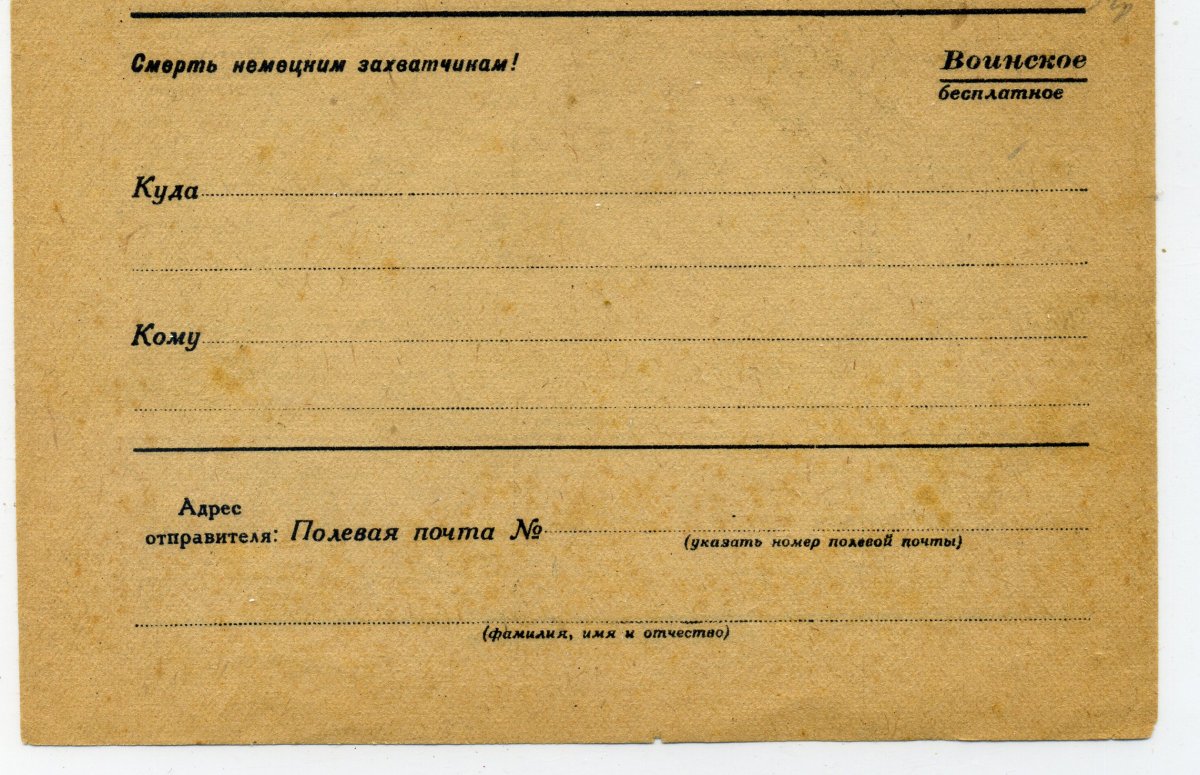 Смерть немецким захватчикам!
Воинское
бесплатное
Куда
Кому
Адрес
отправителя: Полевая почта №
(указать номер полевой почты)
(фамилия, имя и отчество)